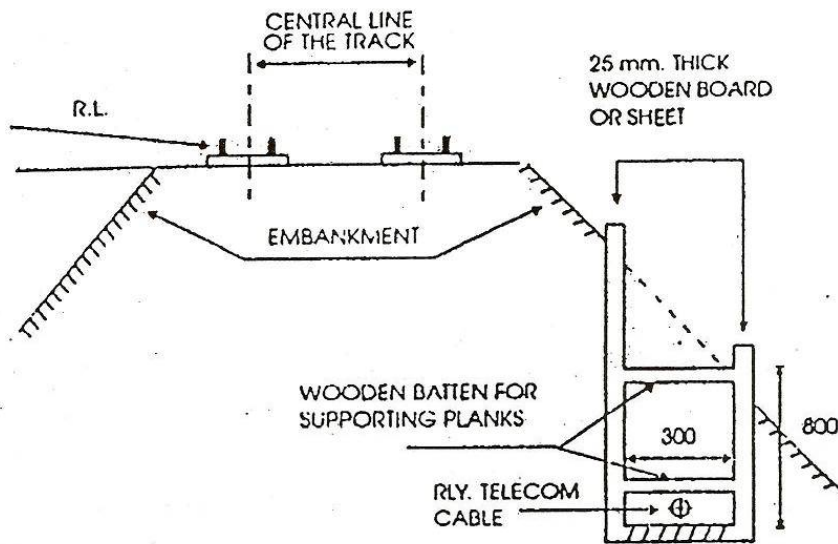 CENTRAL LINE
OF THE TRACK
25 mm. THICK
WOODEN BOARD
OR SHEET
R.L.
EMBANKMENT
WOODEN BATTEN FOR
SUPPORTING PLANKS
300
800
RLY. TELECOM
CABLE